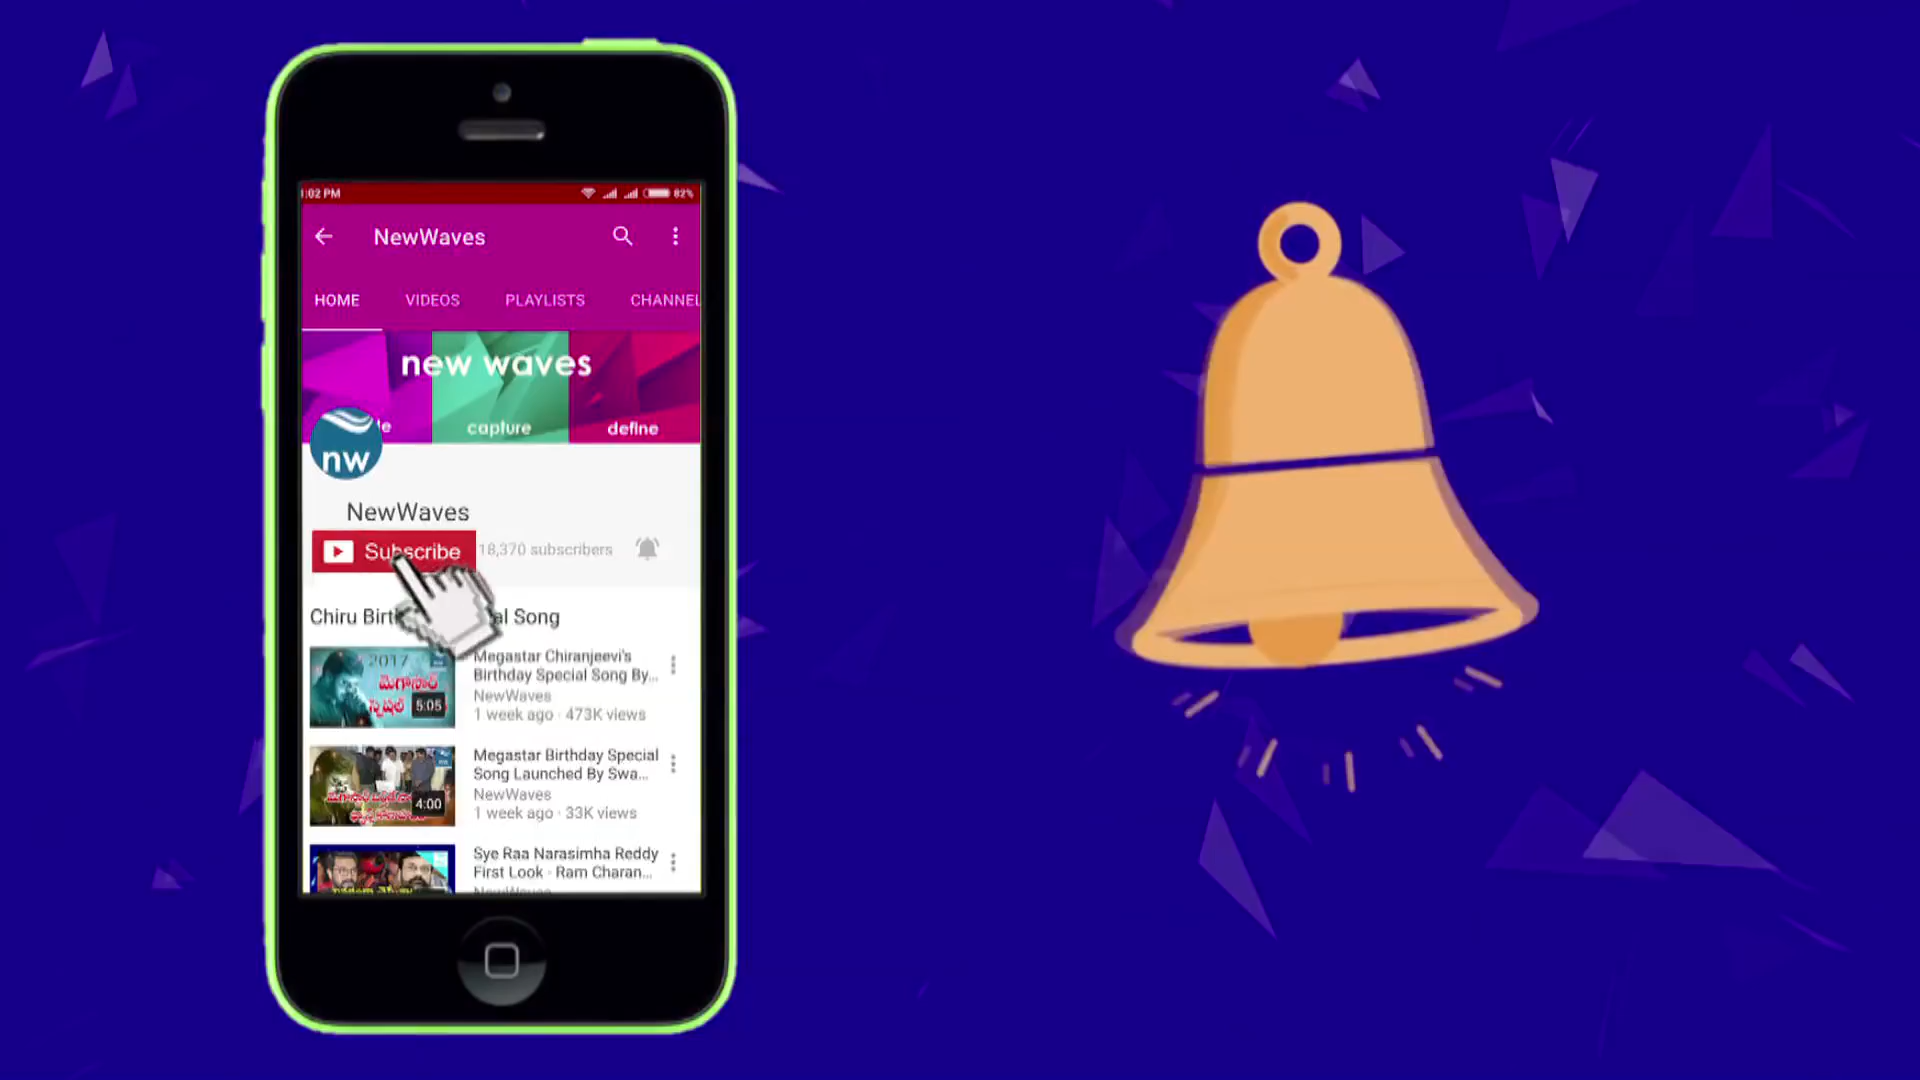 1:02 PM
82%
NewWaves
HOME VIDEOS PLAYLISTS CHANNEL
new waves
capture
define
nw
NewWaves
Subscribe 18,370 subscribers
Chiru Song
2017
మెగాస్టార్
స్పెషల్
5:05
Megastar Chiranjeevi's
Birthday Special Song By...
NewWaves
1 week ago · 473K views
4:00
Megastar Birthday Special
Song Launched By Swa...
NewWaves
1 week ago · 33K views
Sye Raa Narasimha Reddy
First Look - Ram Charan...
NewWaves